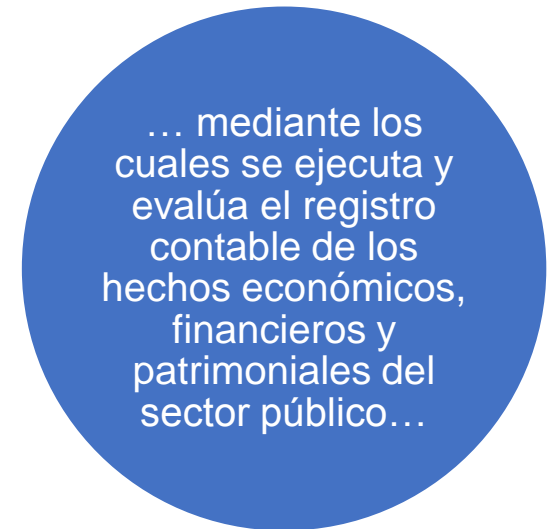 … mediante los
cuales se ejecuta y
evalúa el registro
contable de los
hechos económicos,
financieros y
patrimoniales del
sector público…